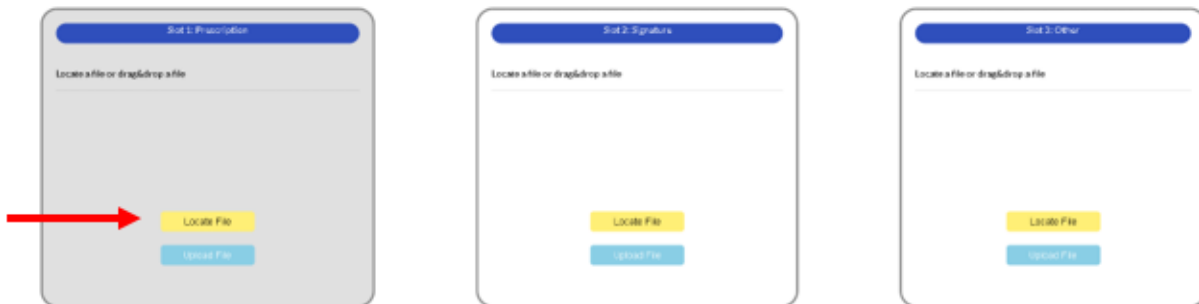 Slot 1: Prescription
Locate a file or drag&drop a file
Locate File
Upload File
Slot 2: Signature
Locate a file or drag&drop a file
Locate File
Upload File
Slot 3: Other
Locate a file or drag&drop a file
Locate File
Upload File